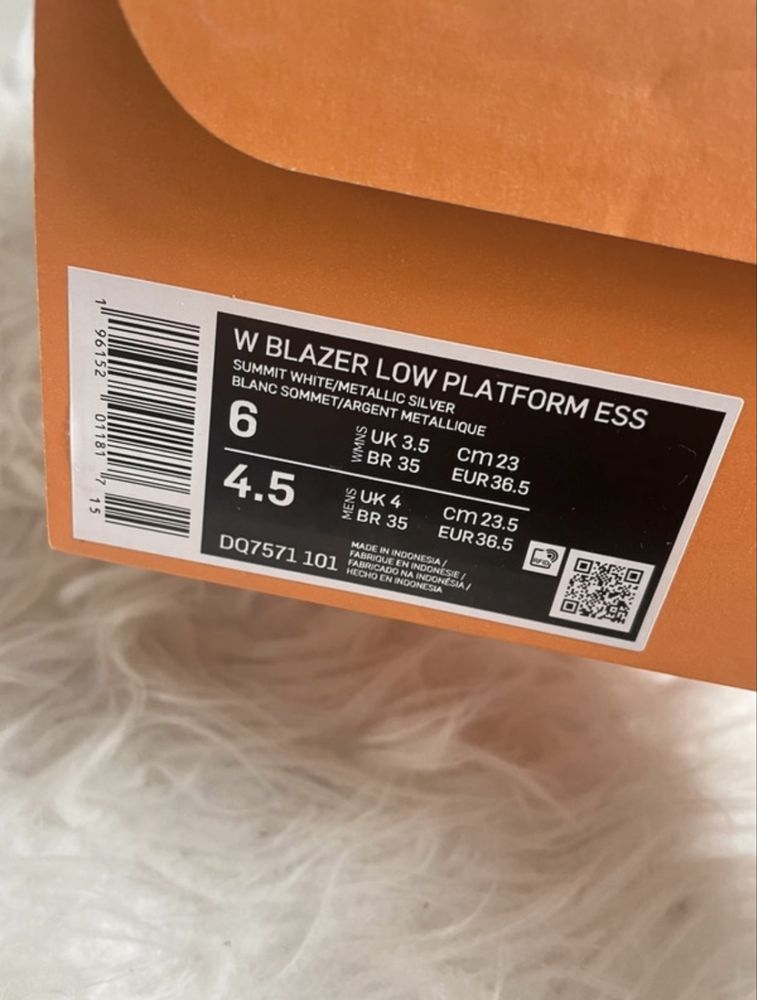 W BLAZER LOW PLATFORM ESS
SUMMIT WHITE/METALLIC SILVER
BLANC SOMMET/ARGENT METALLIQUE
6
WMNS
UK 3.5
CM 23
BR 35
EUR 36.5
4.5
MENS
UK 4
CM 23.5
BR 35
EUR 36.5
DQ7571 101
MADE IN INDONESIA /
FABRIQUE EN INDONESIE /
FABRICADO NA INDONÉSIA /
HECHO EN INDONESIA
RFID
1 96152 01181 7 15